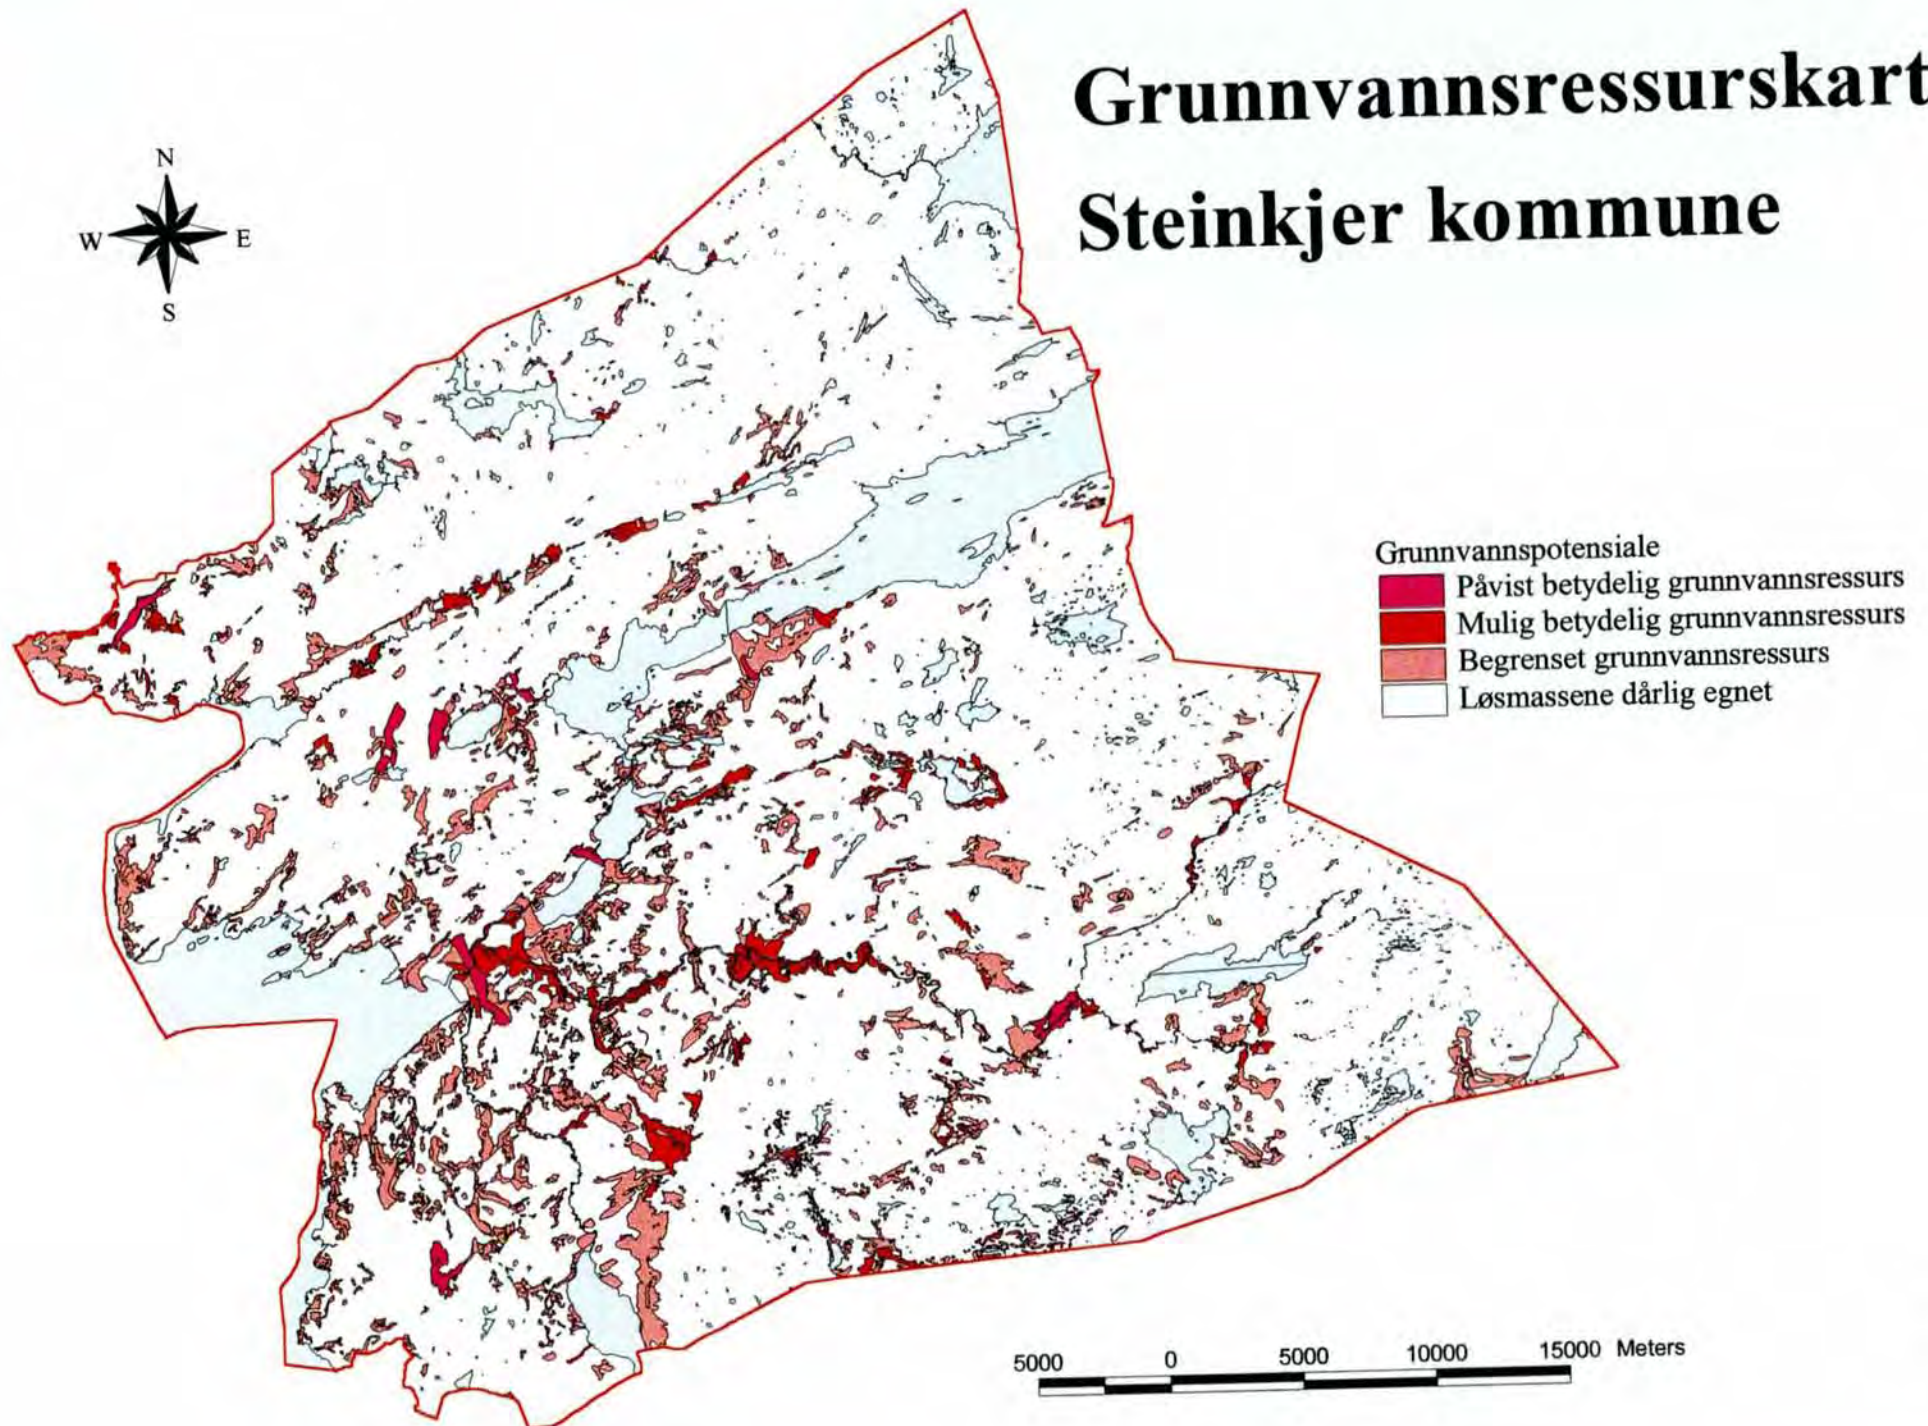 Grunnvannsressurskart
Steinkjer kommune
N
W E
S
Grunnvannspotensiale
Påvist betydelig grunnvannsressurs
Mulig betydelig grunnvannsressurs
Begrenset grunnvannsressurs
Løsmassene dårlig egnet
5000 0 5000 10000 15000 Meters